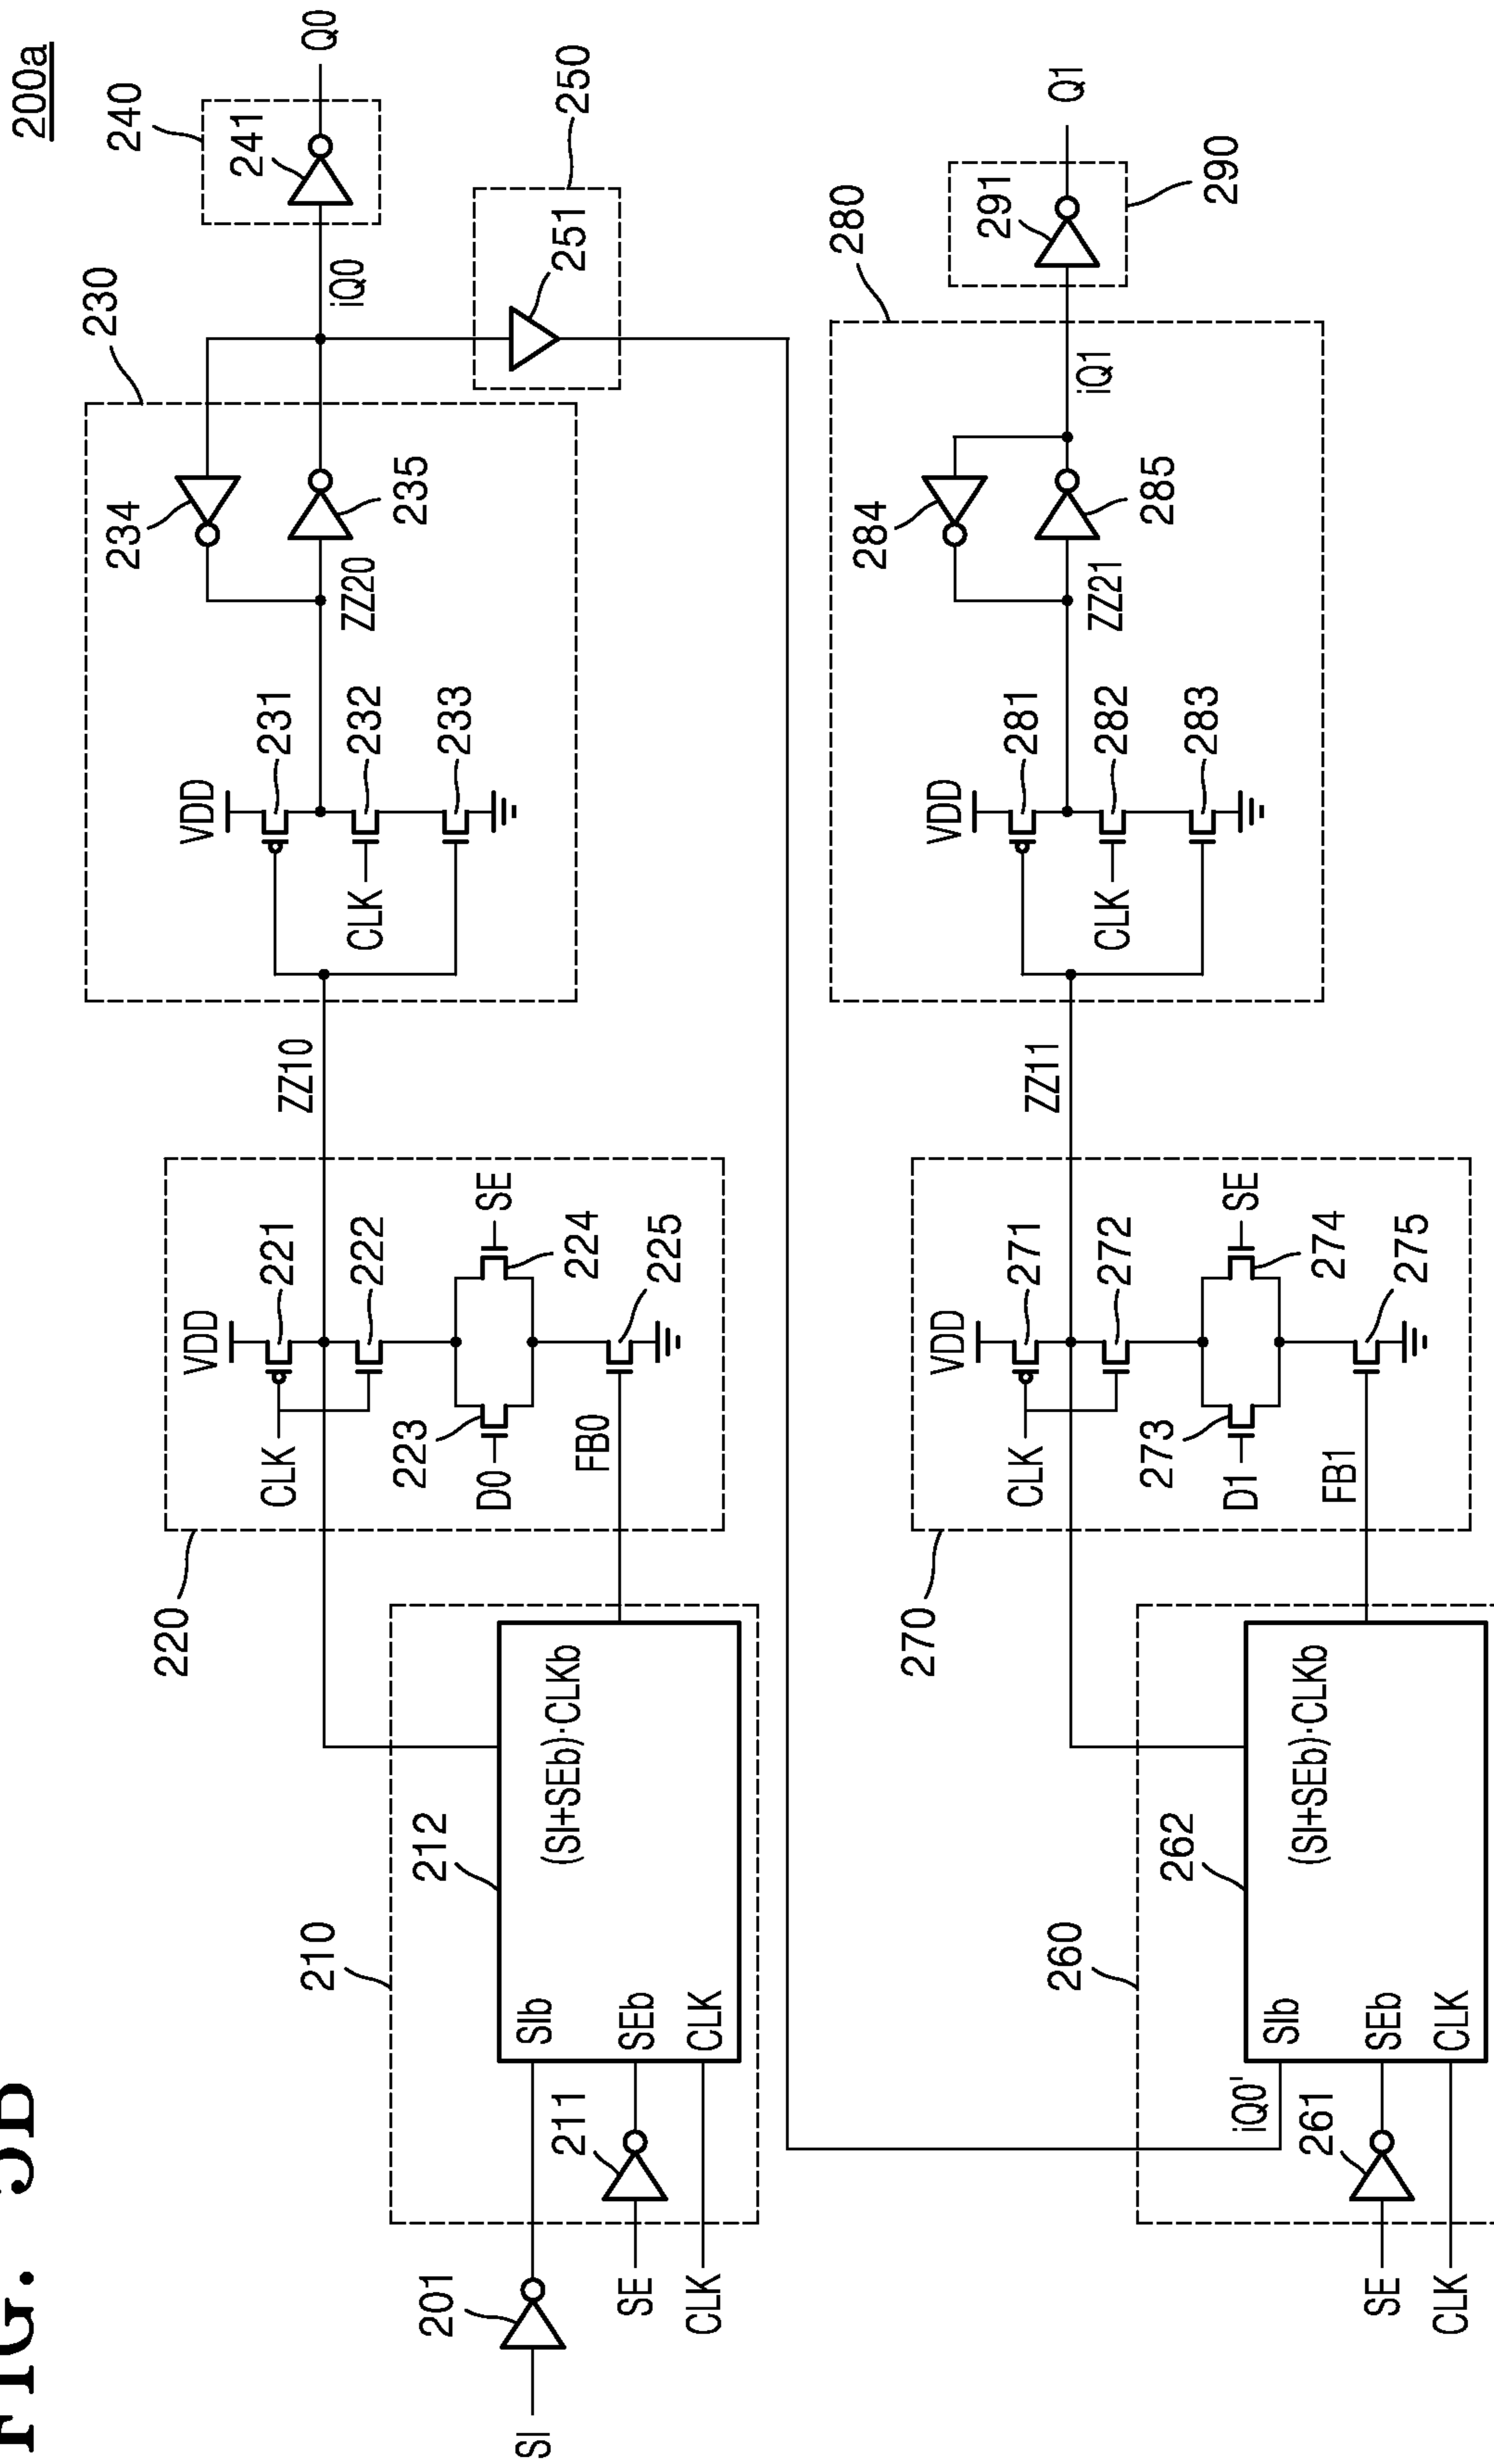 FIG. 3B
200a
240
241
Q0
230
234
235
ZZ20
iQ0
250
251
VDD
231
232
233
CLK
ZZ10
220
VDD
221
222
CLK
223
D0
224
SE
225
FB0
210
212
(SI+SEb)·CLKb
SIb
SEb
CLK
211
201
SI
SE
CLK
280
284
285
ZZ21
iQ1
290
291
Q1
VDD
281
282
283
CLK
ZZ11
270
VDD
271
272
CLK
273
D1
274
SE
275
FB1
260
262
(SI+SEb)·CLKb
SIb
SEb
CLK
iQ0'
261
SE
CLK